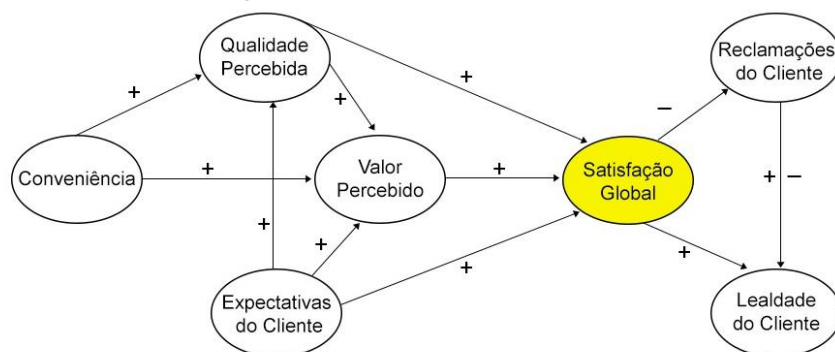 Qualidade
Percebida
Reclamações
do Cliente
+
+
+
–
Conveniência
+
Valor
Percebido
+
Satisfação
Global
+ –
+
+
+
+
Expectativas
do Cliente
Lealdade
do Cliente